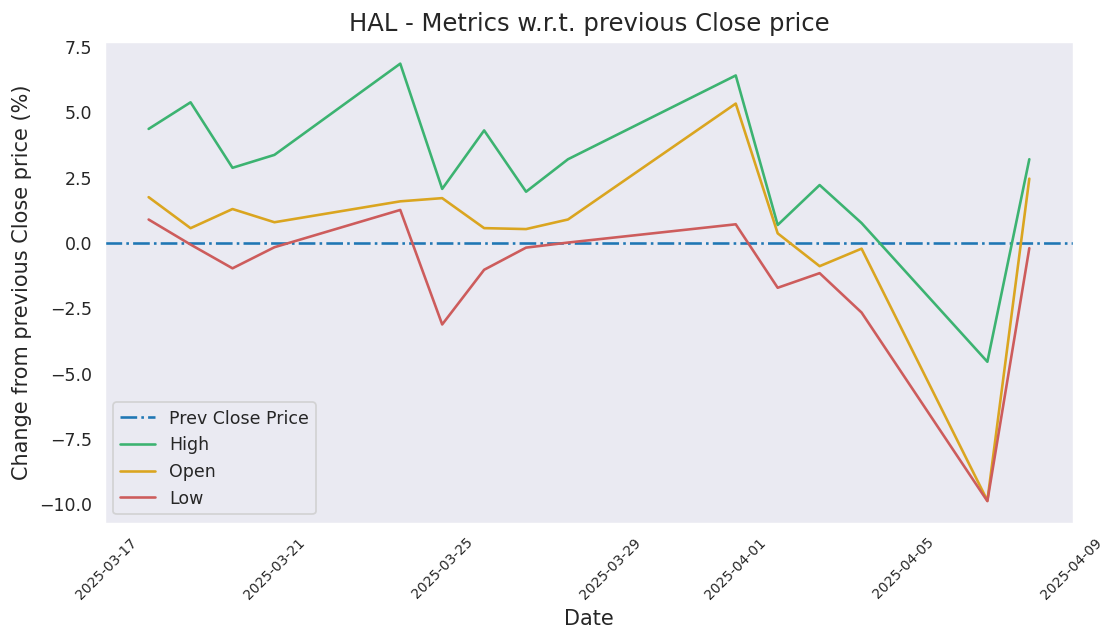 HAL - Metrics w.r.t. previous Close price
Change from previous Close price (%)
7.5
5.0
2.5
0.0
−2.5
−5.0
−7.5
−10.0
Prev Close Price
High
Open
Low
2025-03-17
2025-03-21
2025-03-25
2025-03-29
2025-04-01
2025-04-05
2025-04-09
Date